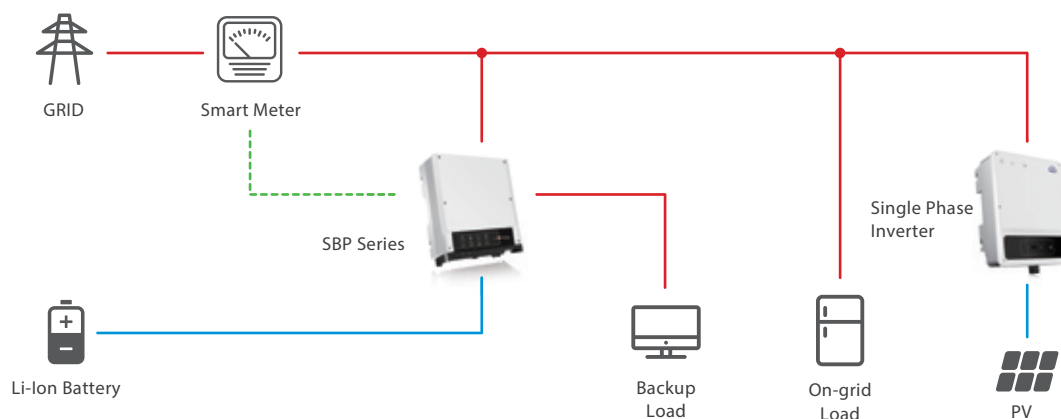 GRID
Smart Meter
SBP Series
Single Phase
Inverter
Li-Ion Battery
Backup
Load
On-grid
Load
PV